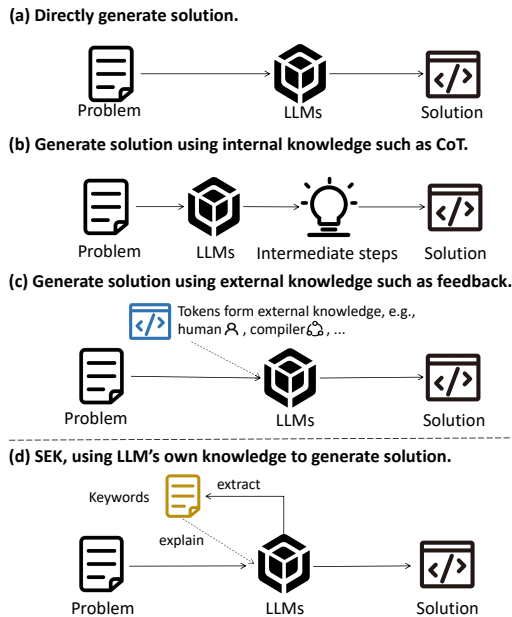 (a) Directly generate solution.
Problem
LLMs
Solution
(b) Generate solution using internal knowledge such as CoT.
Problem
LLMs
Intermediate steps
Solution
(c) Generate solution using external knowledge such as feedback.
Tokens form external knowledge, e.g.,
human , compiler , ...
Problem
LLMs
Solution
(d) SEK, using LLM's own knowledge to generate solution.
Keywords
extract
explain
Problem
LLMs
Solution